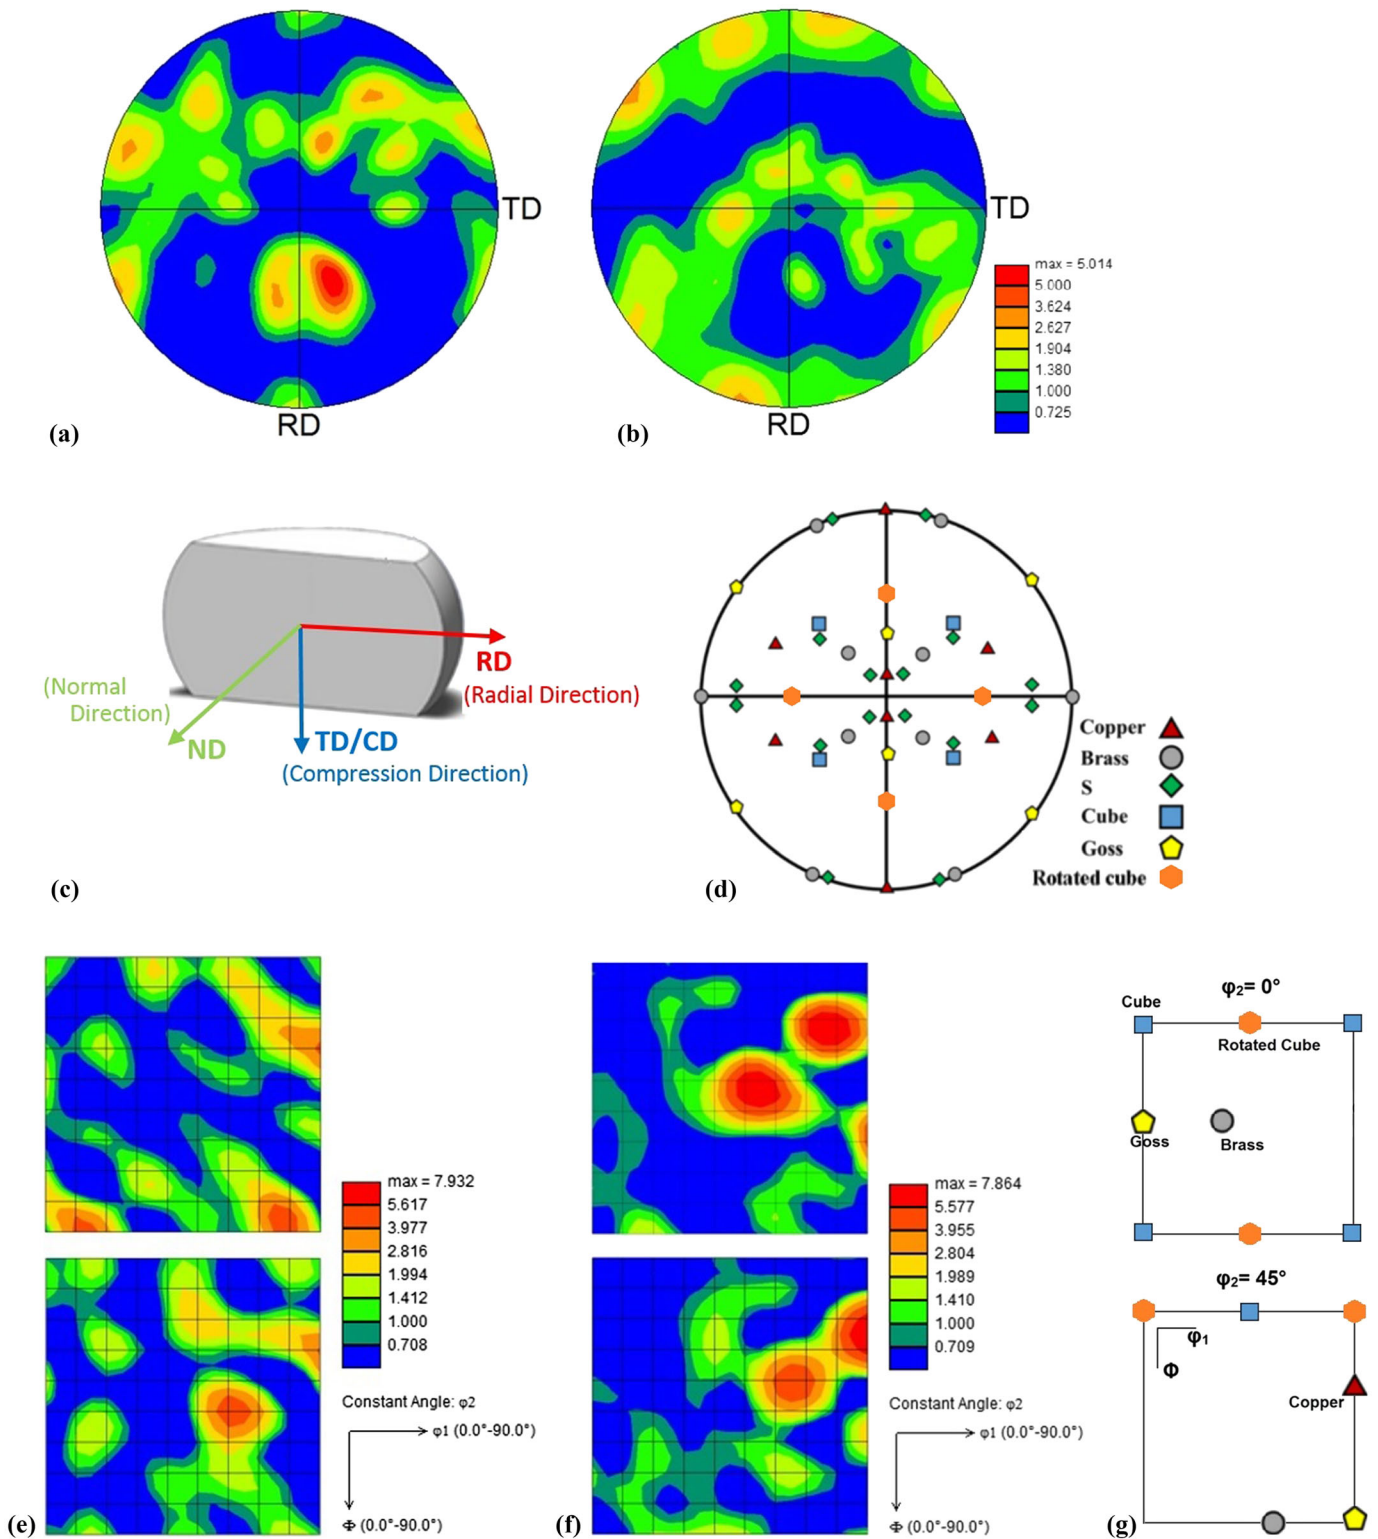 TD
TD
max = 5.014
5.000
3.624
2.627
1.904
1.380
1.000
0.725
RD
RD
(a)
(b)
RD
(Radial Direction)
(Normal
Direction)
ND
TD/CD
(Compression Direction)
Copper
Brass
S
Cube
Goss
Rotated cube
(c)
(d)
max = 7.932
5.617
3.977
2.816
1.994
1.412
1.000
0.708
Constant Angle: φ2
φ1 (0.0°-90.0°)
Φ (0.0°-90.0°)
(e)
max = 7.864
5.577
3.955
2.804
1.989
1.410
1.000
0.709
Constant Angle: φ2
φ1 (0.0°-90.0°)
Φ (0.0°-90.0°)
(f)
φ2= 0°
Cube
Rotated Cube
Goss
Brass
φ2= 45°
φ1
Φ
Copper
(g)